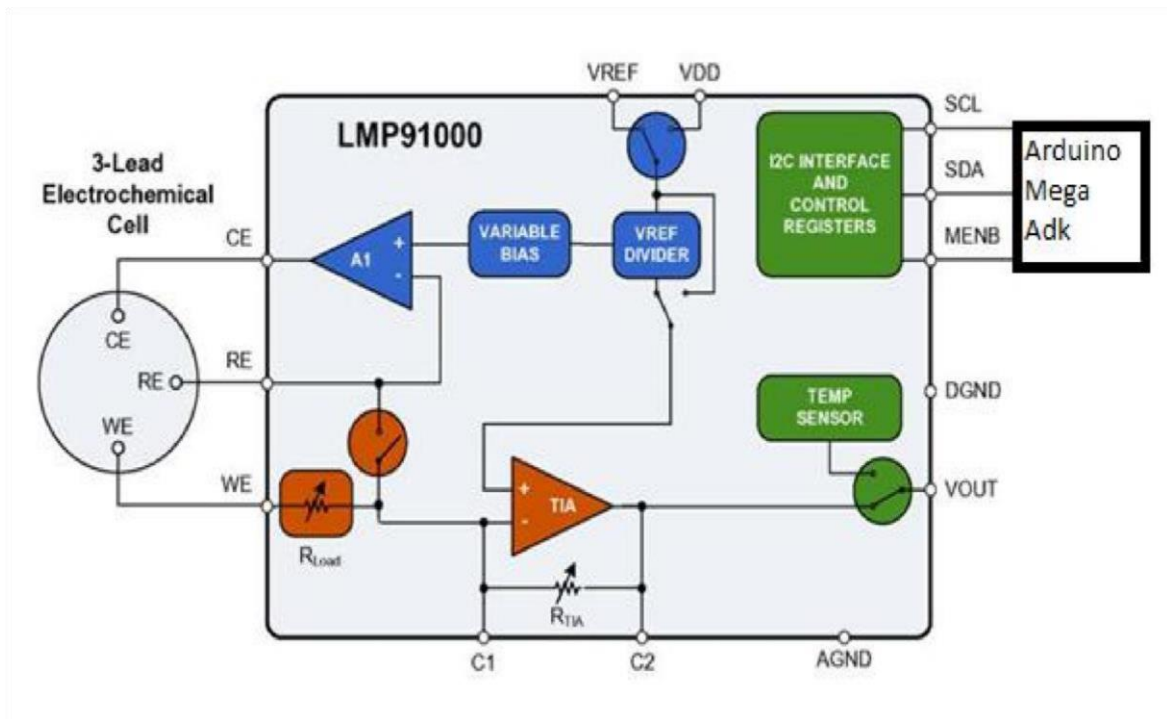 VREF
VDD
LMP91000
3-Lead
Electrochemical
Cell
CE
A1
+
-
VARIABLE
BIAS
VREF
DIVIDER
I2C INTERFACE
AND
CONTROL
REGISTERS
SCL
SDA
MENB
Arduino
Mega
Adk
CE
RE
WE
RE
WE
RLoad
+
-
TIA
RTIA
TEMP
SENSOR
DGND
VOUT
C1
C2
AGND